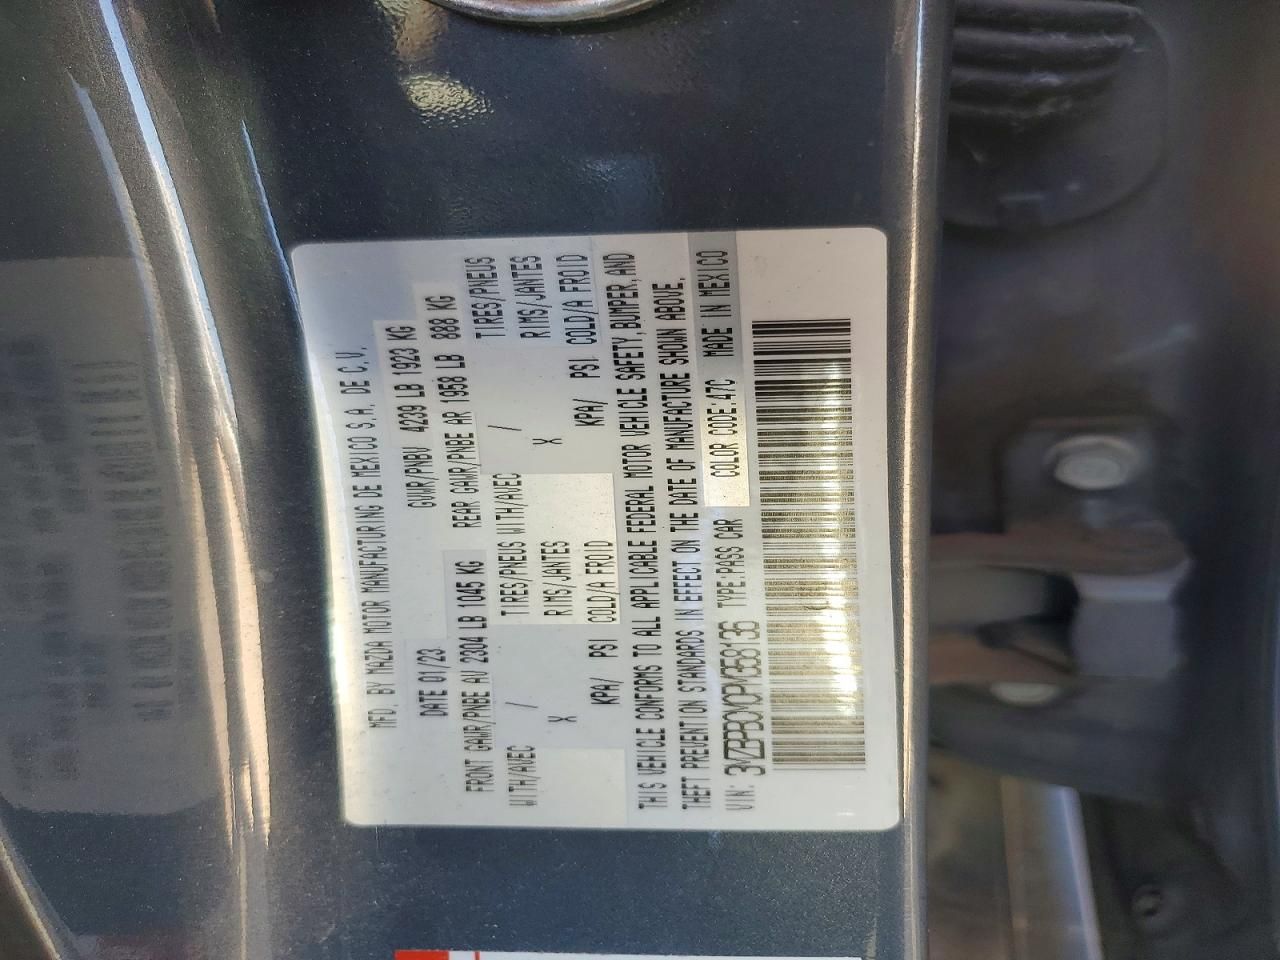 MFD. BY MAZDA MOTOR MANUFACTURING DE MEXICO S.A. DE C.V.
DATE 01/23 GVWR/PNBV 4239 LB 1923 KG
FRONT GAWR/PNBE AV 2304 LB 1045 KG REAR GAWR/PNBE AR 1958 LB 888 KG
WITH/AVEC / TIRES/PNEUS WITH/AVEC / TIRES/PNEUS
X RIMS/JANTES X RIMS/JANTES
KPA/ PSI COLD/A FROID KPA/ PSI COLD/A FROID
THIS VEHICLE CONFORMS TO ALL APPLICABLE FEDERAL MOTOR VEHICLE SAFETY, BUMPER, AND
THEFT PREVENTION STANDARDS IN EFFECT ON THE DATE OF MANUFACTURE SHOWN ABOVE.
VIN: TYPE:PASS CAR COLOR CODE:47C MADE IN MEXICO